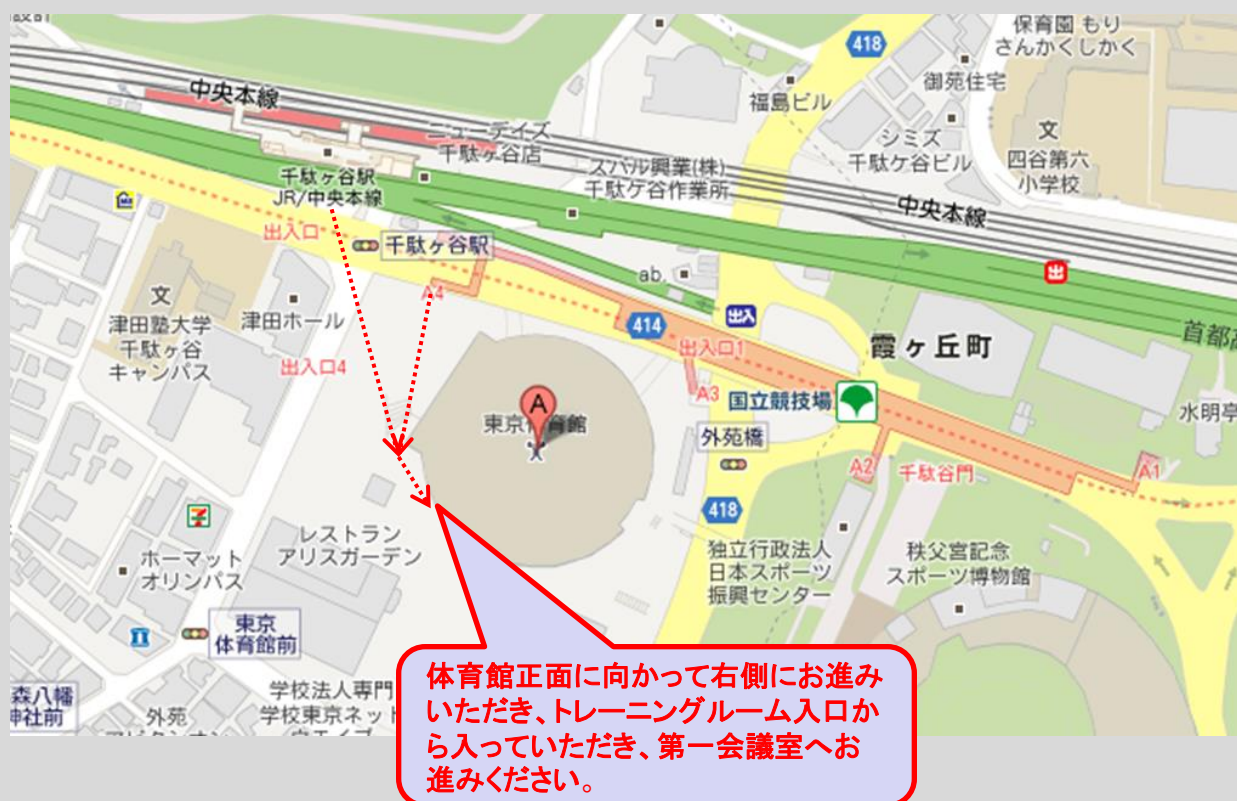 保育園 もり
さんかくしかく
418
御苑住宅
中央本線
福島ビル
ニューデイズ
千駄ヶ谷店
シミズ
千駄ケ谷ビル
文
四谷第六
小学校
スバル興業(株)
千駄ケ谷作業所
千駄ヶ谷駅
JR/中央本線
中央本線
出入口
千駄ヶ谷駅
出
ab.
A4
文
津田塾大学
千駄ヶ谷
キャンパス
津田ホール
414
出入
首都高
霞ヶ丘町
出入口1
出入口4
A
A3
国立競技場
水明亭
東京体育館
外苑橋
A2
千駄谷門
A1
418
7
レストラン
アリスガーデン
ホーマット
オリンパス
独立行政法人
日本スポーツ
振興センター
秩父宮記念
スポーツ博物館
東京
体育館前
体育館正面に向かって右側にお進み
いただき、トレーニングルーム入口か
ら入っていただき、第一会議室へお
進みください。
学校法人専門
学校東京ネット
森八幡
神社前
外苑